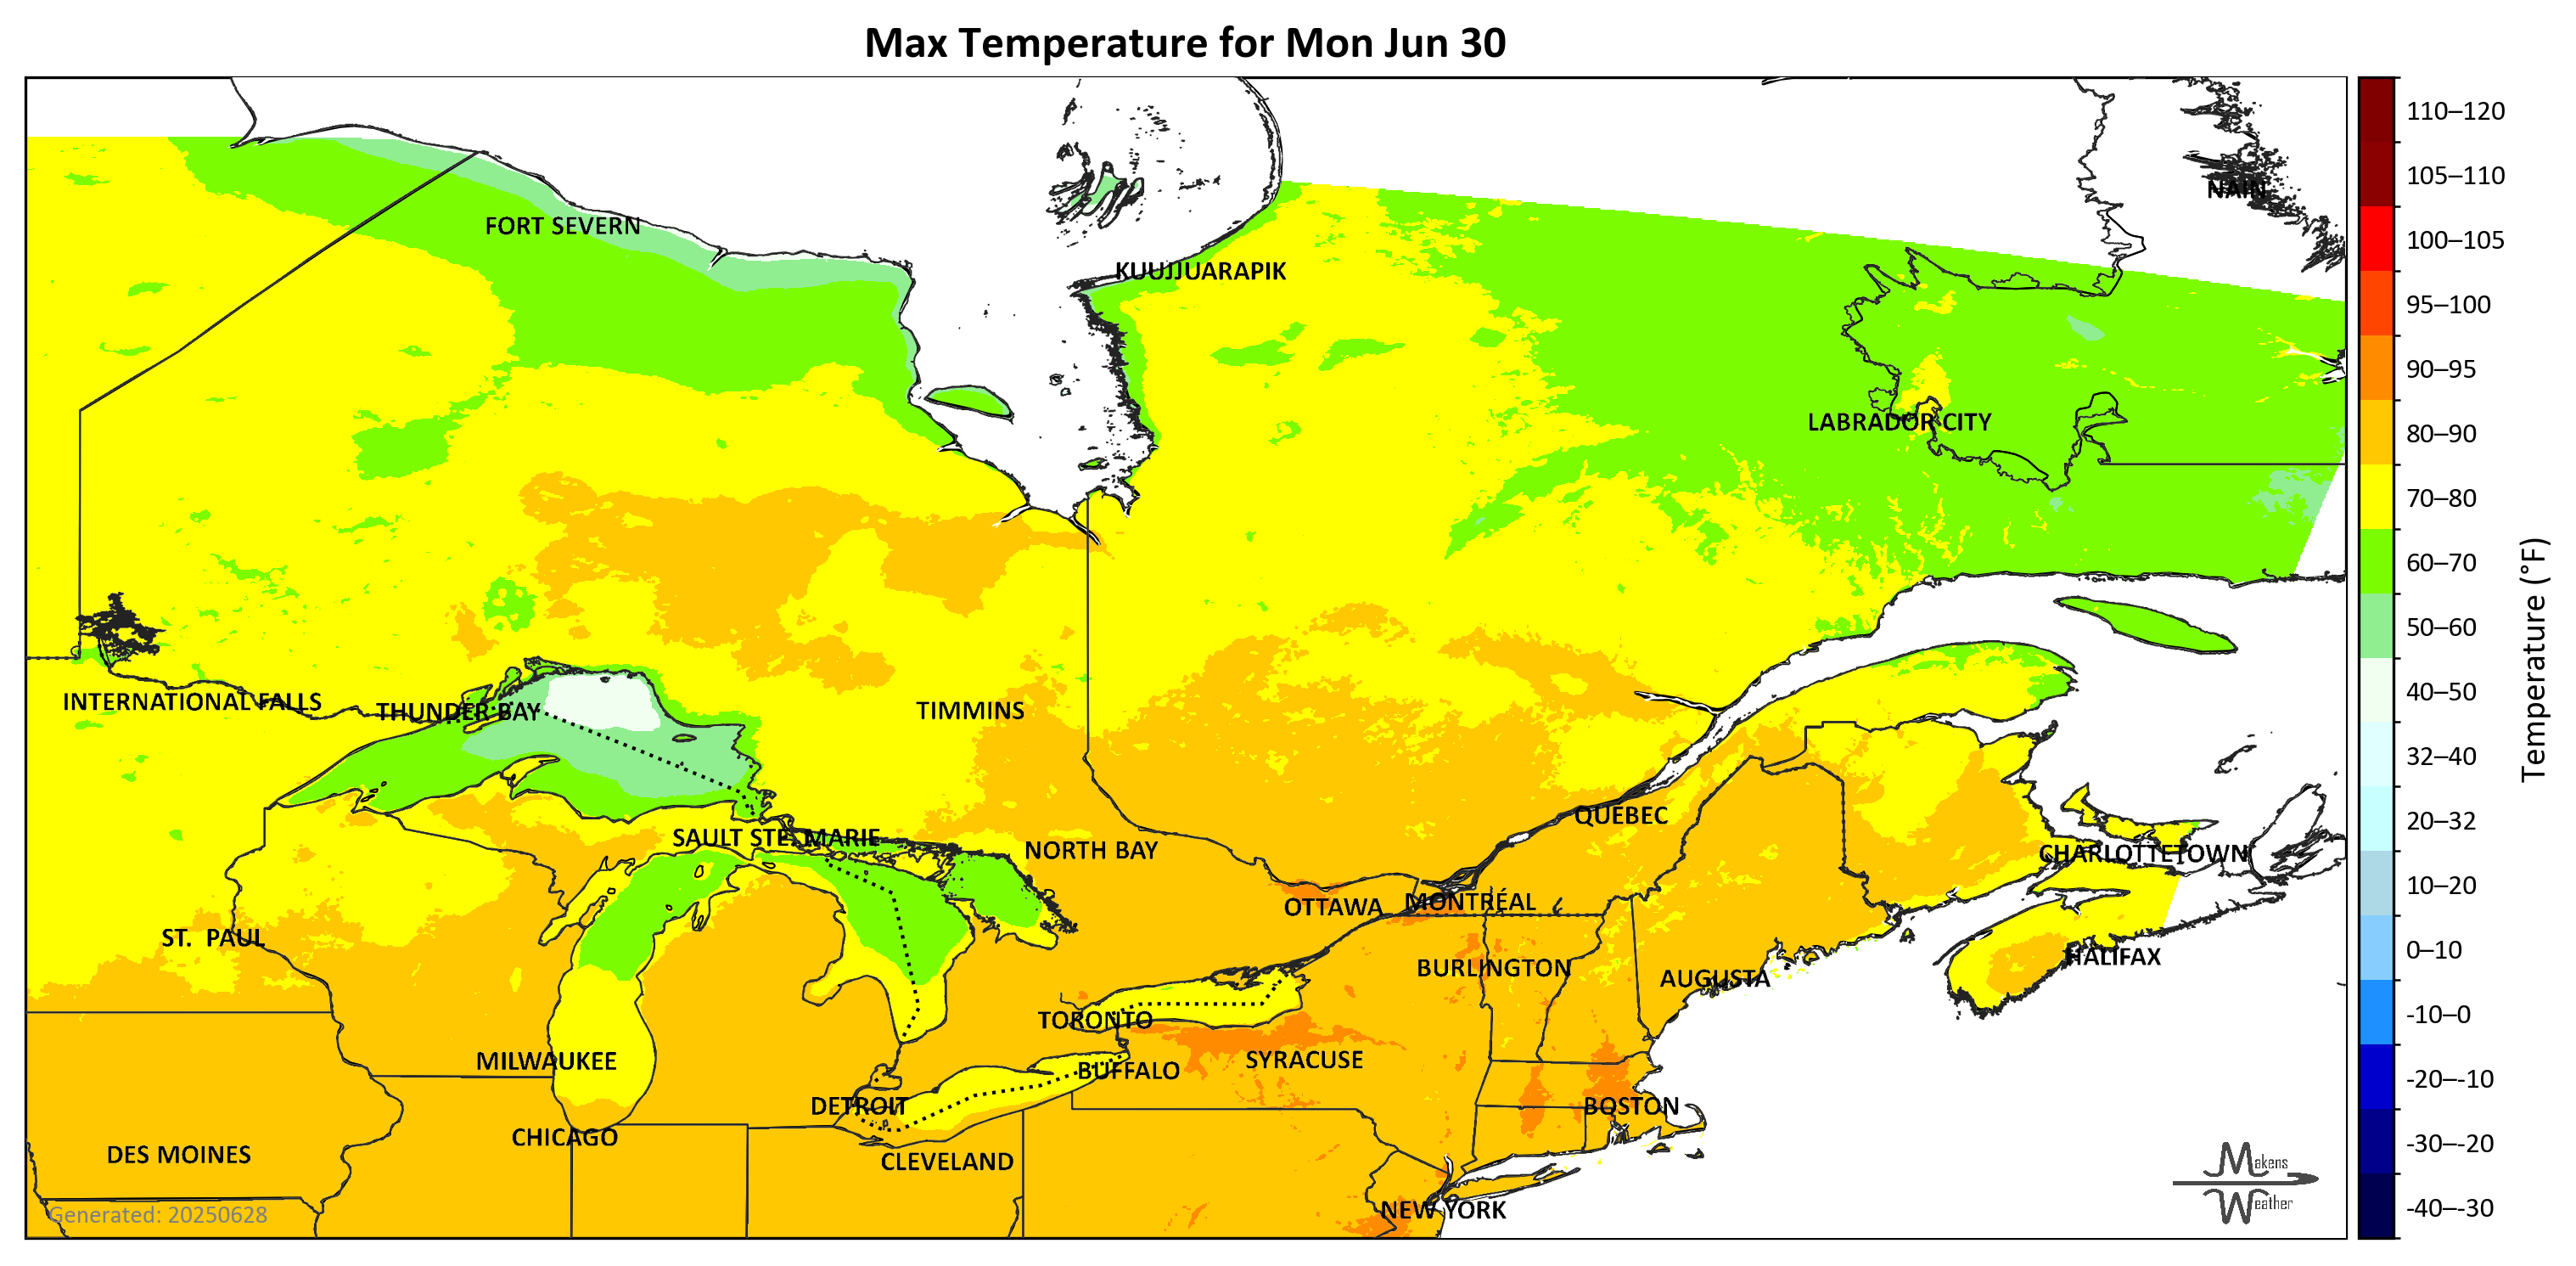 Max Temperature for Mon Jun 30
110–120
105–110
NAIN
FORT SEVERN
100–105
KUUJJUARAPIK
95–100
90–95
LABRADOR CITY
80–90
70–80
60–70
50–60
INTERNATIONAL FALLS
THUNDER BAY
TIMMINS
40–50
32–40
Temperature (°F)
QUEBEC
20–32
SAULT STE. MARIE
NORTH BAY
CHARLOTTETOWN
10–20
OTTAWA
MONTRÉAL
ST. PAUL
BURLINGTON
HALIFAX
0–10
AUGUSTA
TORONTO
-10–0
MILWAUKEE
SYRACUSE
BUFFALO
-20–-10
DETROIT
BOSTON
CHICAGO
-30–-20
DES MOINES
CLEVELAND
Makens
Weather
NEW YORK
-40–-30
Generated: 20250628